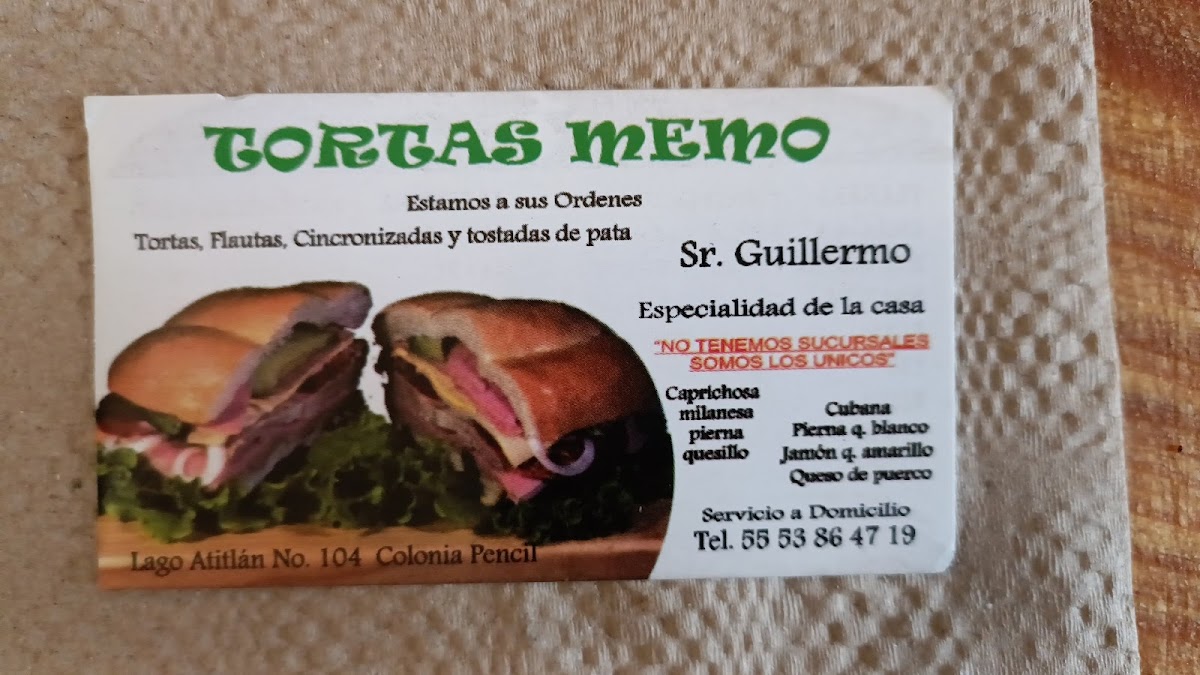 TORTAS MEMO
Estamos a sus Ordenes
Tortas, Flautas, Cincronizadas y tostadas de pata
Sr. Guillermo
Especialidad de la casa
"NO TENEMOS SUCURSALES
SOMOS LOS UNICOS"
Caprichosa
milanesa
pierna
quesillo
Cubana
Pierna q. blanco
Jamón q. amarillo
Queso de puerco
Servicio a Domicilio
Tel. 55 53 86 47 19
Lago Atitlán No. 104 Colonia Pencil